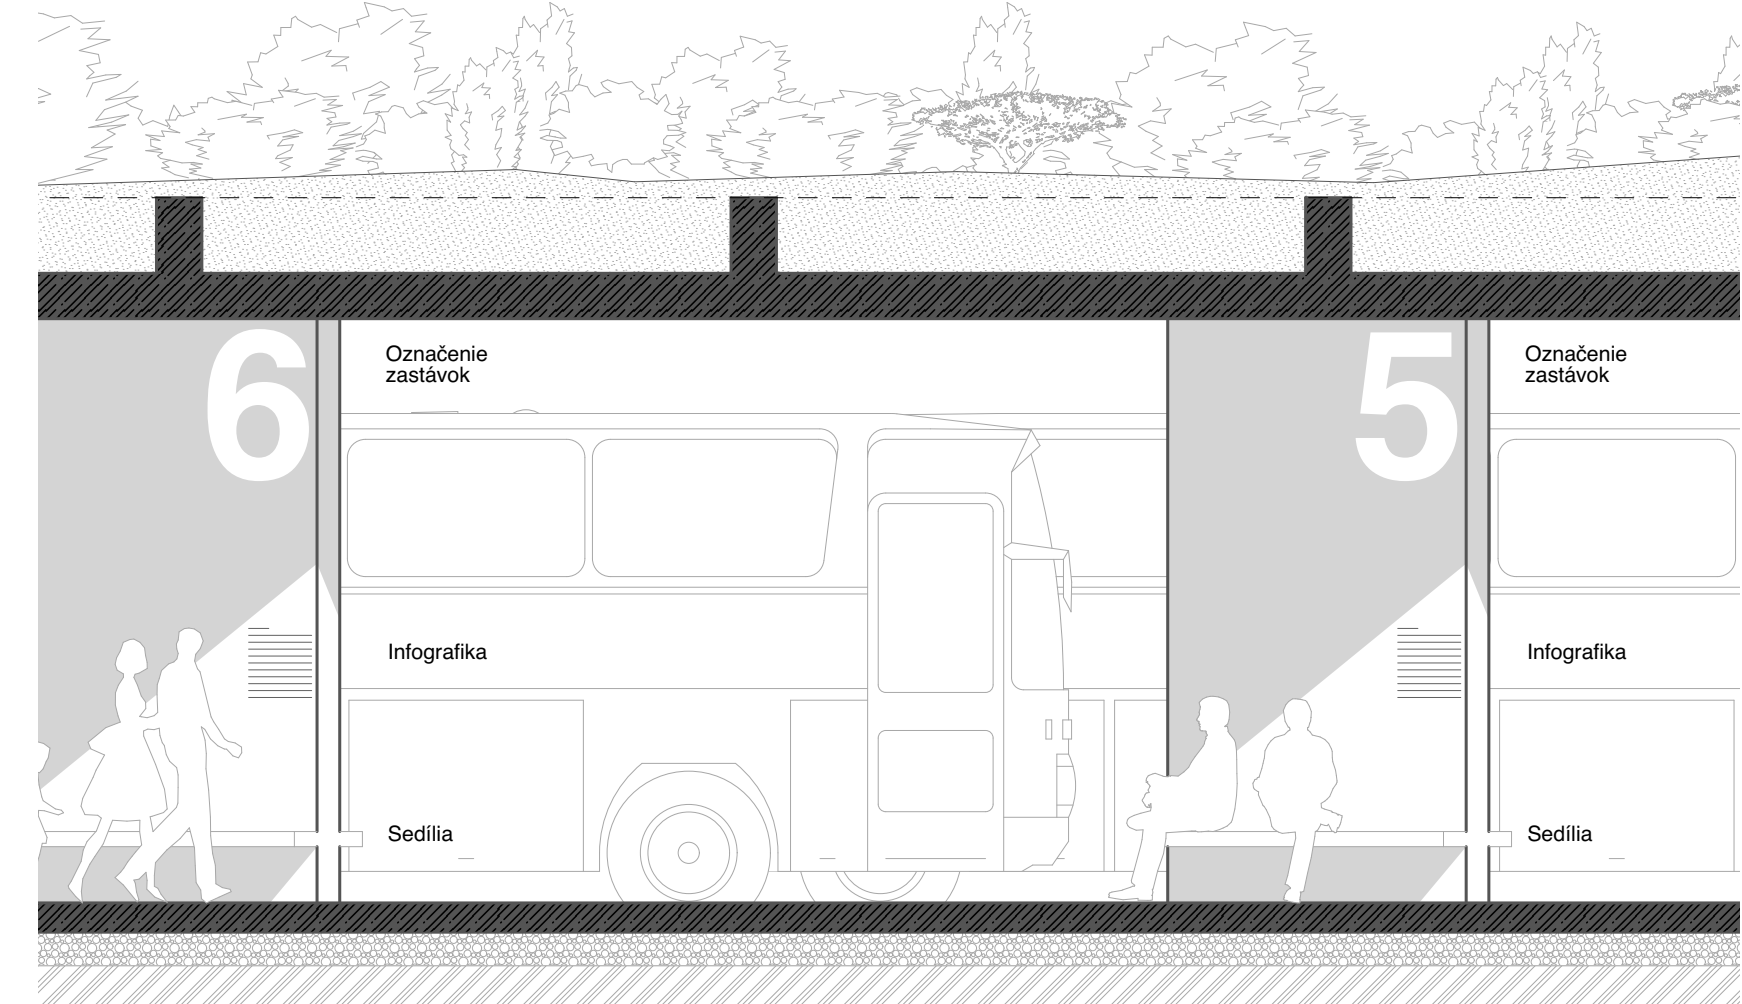 6
Označenie
zastávok
5
Označenie
zastávok
Infografika
Infografika
Sedília
Sedília